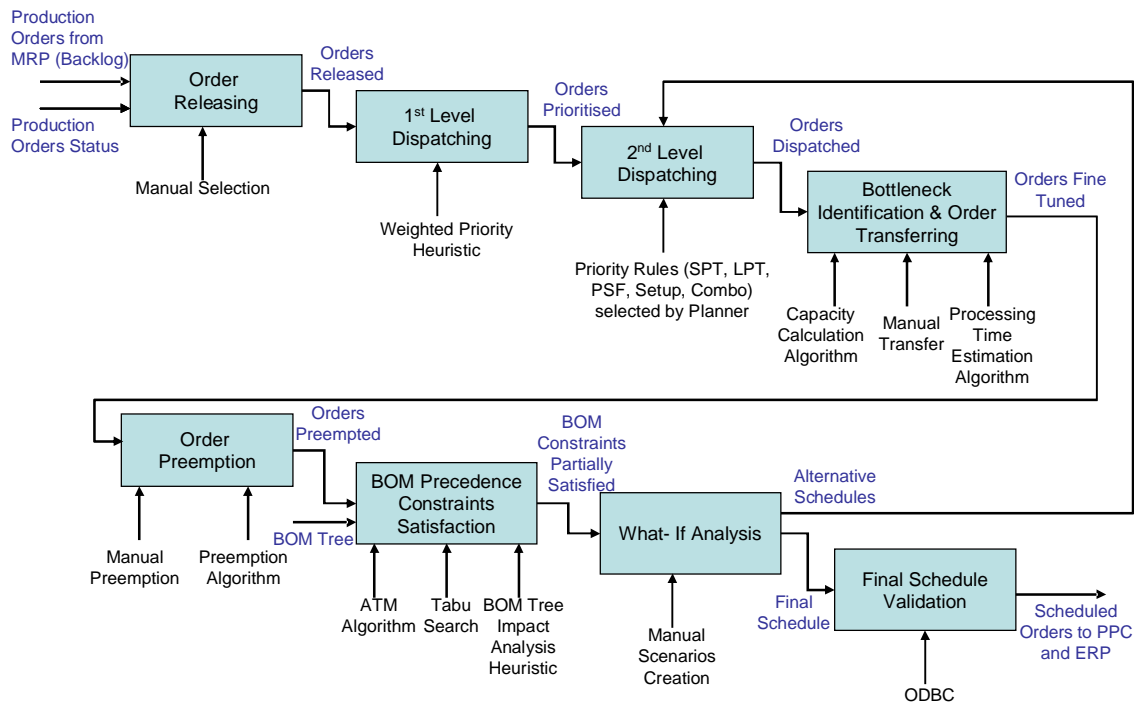 Production
Orders from
MRP (Backlog)
Production
Orders Status
Order
Releasing
Manual Selection
Orders
Released
1st Level
Dispatching
Weighted Priority
Heuristic
Orders
Prioritised
2nd Level
Dispatching
Priority Rules (SPT, LPT,
PSF, Setup, Combo)
selected by Planner
Orders
Dispatched
Bottleneck
Identification & Order
Transferring
Capacity
Calculation
Algorithm
Manual
Transfer
Processing
Time
Estimation
Algorithm
Orders Fine
Tuned
Order
Preemption
Manual
Preemption
Preemption
Algorithm
Orders
Preempted
BOM Tree
BOM Precedence
Constraints
Satisfaction
ATM
Algorithm
Tabu
Search
BOM Tree
Impact
Analysis
Heuristic
BOM
Constraints
Partially
Satisfied
What- If Analysis
Manual
Scenarios
Creation
Alternative
Schedules
Final
Schedule
Final Schedule
Validation
ODBC
Scheduled
Orders to PPC
and ERP